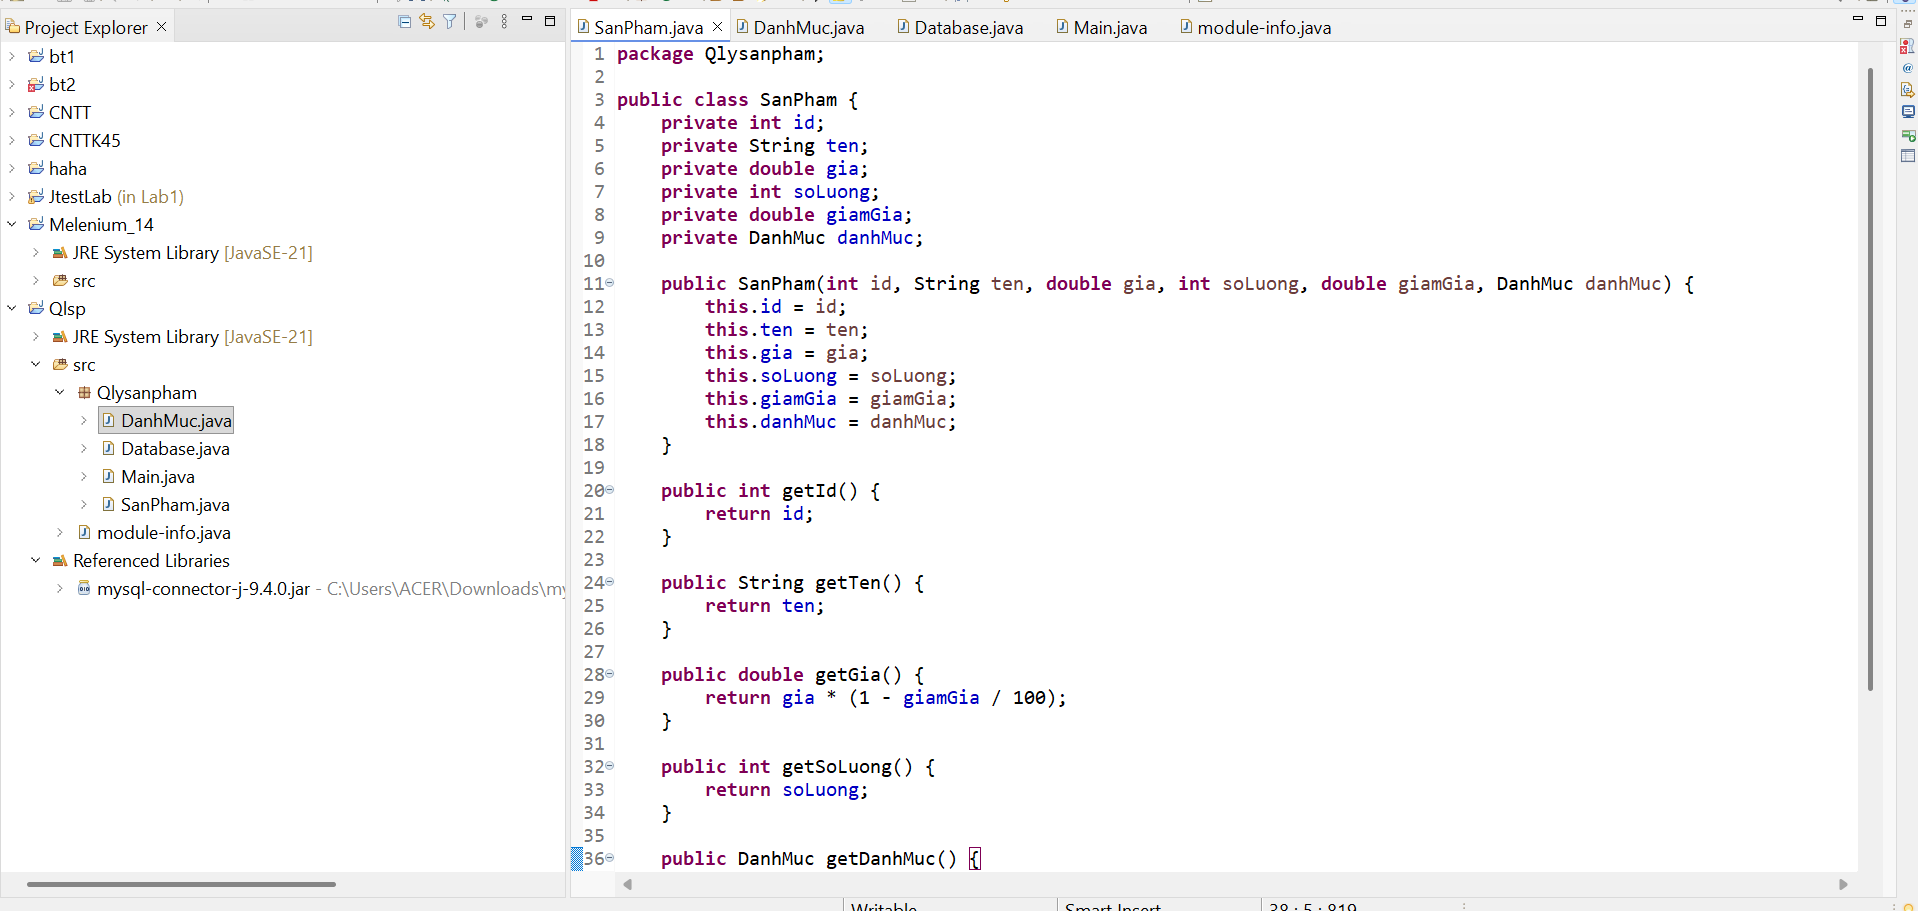 Project Explorer
bt1
bt2
CNTT
CNTTK45
haha
JtestLab (in Lab1)
Melenium_14
JRE System Library [JavaSE-21]
src
Qlsp
JRE System Library [JavaSE-21]
src
Qlysanpham
DanhMuc.java
Database.java
Main.java
SanPham.java
module-info.java
Referenced Libraries
mysql-connector-j-9.4.0.jar - C:\Users\ACER\Downloads\my
SanPham.java DanhMuc.java Database.java Main.java module-info.java
1 package Qlysanpham;
2
3 public class SanPham {
4 private int id;
5 private String ten;
6 private double gia;
7 private int soLuong;
8 private double giamGia;
9 private DanhMuc danhMuc;
10
11 public SanPham(int id, String ten, double gia, int soLuong, double giamGia, DanhMuc danhMuc) {
12 this.id = id;
13 this.ten = ten;
14 this.gia = gia;
15 this.soLuong = soLuong;
16 this.giamGia = giamGia;
17 this.danhMuc = danhMuc;
18 }
19
20 public int getId() {
21 return id;
22 }
23
24 public String getTen() {
25 return ten;
26 }
27
28 public double getGia() {
29 return gia * (1 - giamGia / 100);
30 }
31
32 public int getSoLuong() {
33 return soLuong;
34 }
35
36 public DanhMuc getDanhMuc() {
Writable Smart Insert 38 : 5 : 819